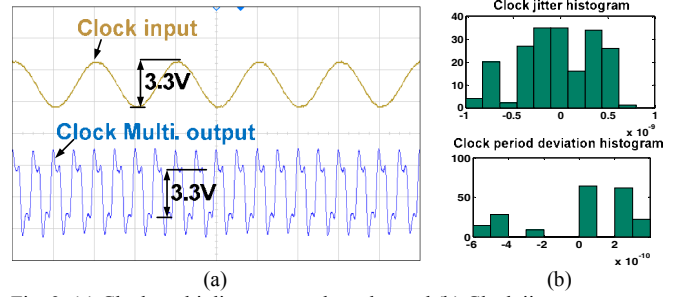 Clock input
3.3V
Clock Multi. output
3.3V
(a)
Clock jitter histogram
40
30
20
10
0
-1 -0.5 0 0.5 1
x 10^-9
Clock period deviation histogram
100
50
0
-6 -4 -2 0 2
x 10^-10
(b)